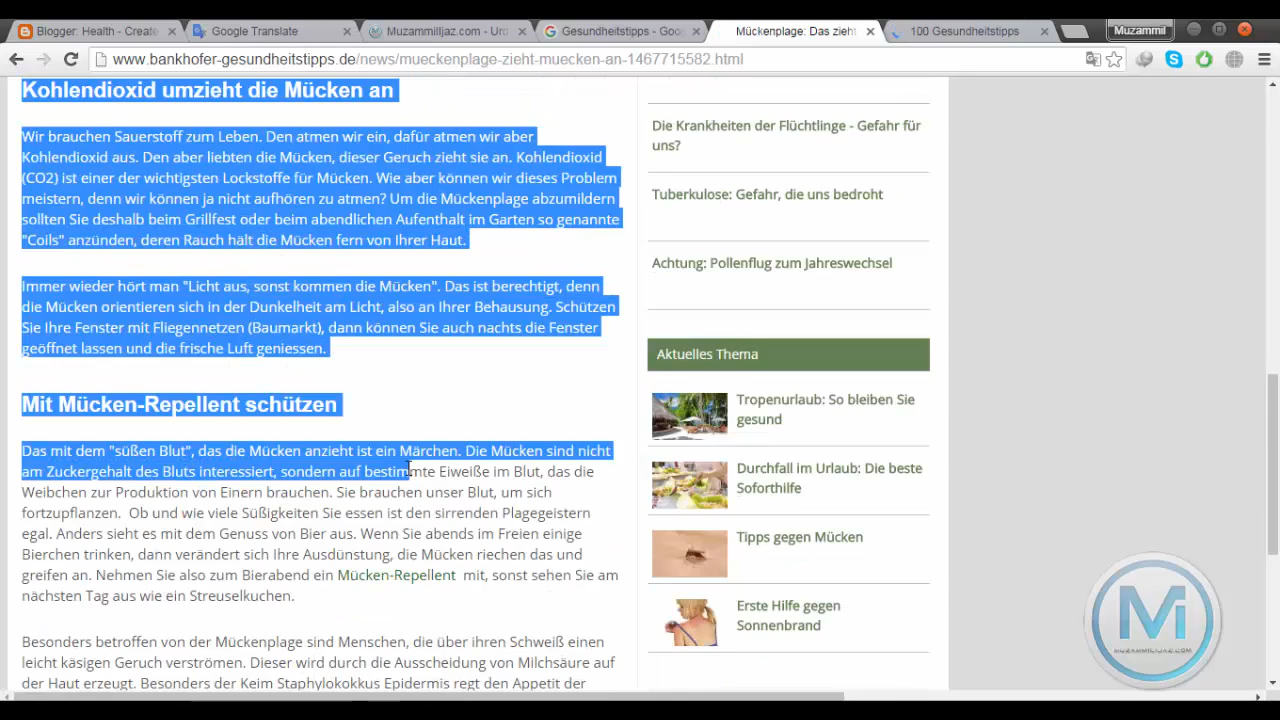 Blogger: Health - Create
Google Translate
MuzammilIjaz.com - Urd
Gesundheitstipps - Goo
Mückenplage: Das zieht
100 Gesundheitstipps
Muzammil
www.bankhofer-gesundheitstipps.de/news/mueckenplage-zieht-muecken-an-1467715582.html
Kohlendioxid umzieht die Mücken an
Wir brauchen Sauerstoff zum Leben. Den atmen wir ein, dafür atmen wir aber
Kohlendioxid aus. Den aber liebten die Mücken, dieser Geruch zieht sie an. Kohlendioxid
(CO2) ist einer der wichtigsten Lockstoffe für Mücken. Wie aber können wir dieses Problem
meistern, denn wir können ja nicht aufhören zu atmen? Um die Mückenplage abzumildern
sollten Sie deshalb beim Grillfest oder beim abendlichen Aufenthalt im Garten so genannte
"Coils" anzünden, deren Rauch hält die Mücken fern von Ihrer Haut.
Immer wieder hört man "Licht aus, sonst kommen die Mücken". Das ist berechtigt, denn
die Mücken orientieren sich in der Dunkelheit am Licht, also an Ihrer Behausung. Schützen
Sie Ihre Fenster mit Fliegennetzen (Baumarkt), dann können Sie auch nachts die Fenster
geöffnet lassen und die frische Luft geniessen.
Mit Mücken-Repellent schützen
Das mit dem "süßen Blut", das die Mücken anzieht ist ein Märchen. Die Mücken sind nicht
am Zuckergehalt des Bluts interessiert, sondern auf bestimmte Eiweiße im Blut, das die
Weibchen zur Produktion von Einern brauchen. Sie brauchen unser Blut, um sich
fortzupflanzen. Ob und wie viele Süßigkeiten Sie essen ist den sirrenden Plagegeistern
egal. Anders sieht es mit dem Genuss von Bier aus. Wenn Sie abends im Freien einige
Bierchen trinken, dann verändert sich Ihre Ausdünstung, die Mücken riechen das und
greifen an. Nehmen Sie also zum Bierabend ein Mücken-Repellent mit, sonst sehen Sie am
nächsten Tag aus wie ein Streuselkuchen.
Besonders betroffen von der Mückenplage sind Menschen, die über ihren Schweiß einen
leicht käsigen Geruch verströmen. Dieser wird durch die Ausscheidung von Milchsäure auf
der Haut erzeugt. Besonders der Keim Staphylokokkus Epidermis regt den Appetit der
Die Krankheiten der Flüchtlinge - Gefahr für
uns?
Tuberkulose: Gefahr, die uns bedroht
Achtung: Pollenflug zum Jahreswechsel
Aktuelles Thema
Tropenurlaub: So bleiben Sie
gesund
Durchfall im Urlaub: Die beste
Soforthilfe
Tipps gegen Mücken
Erste Hilfe gegen
Sonnenbrand
MUZAMMILIJAZ.COM